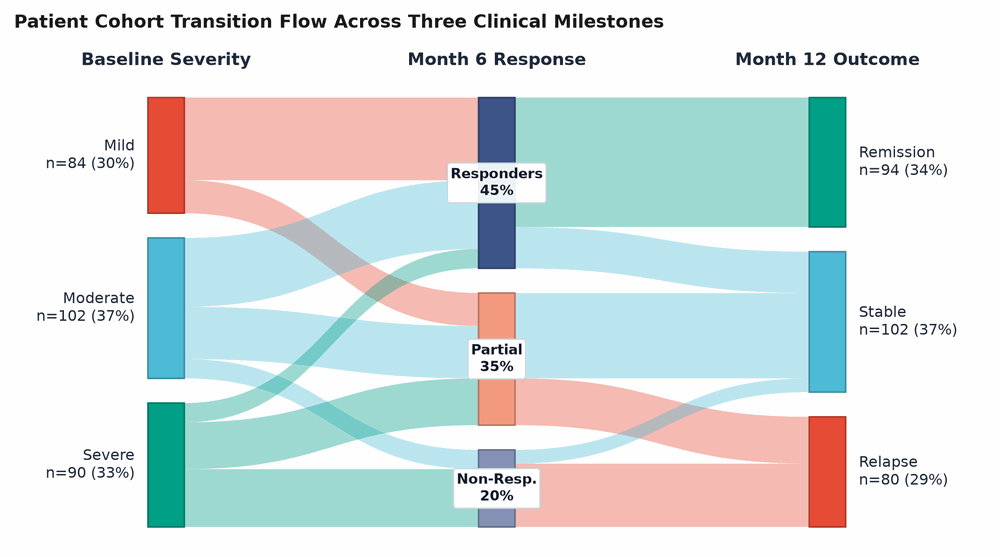 Patient Cohort Transition Flow Across Three Clinical Milestones
Baseline Severity
Month 6 Response
Month 12 Outcome
Mild
n=84 (30%)
Moderate
n=102 (37%)
Severe
n=90 (33%)
Responders
45%
Partial
35%
Non-Resp.
20%
Remission
n=94 (34%)
Stable
n=102 (37%)
Relapse
n=80 (29%)